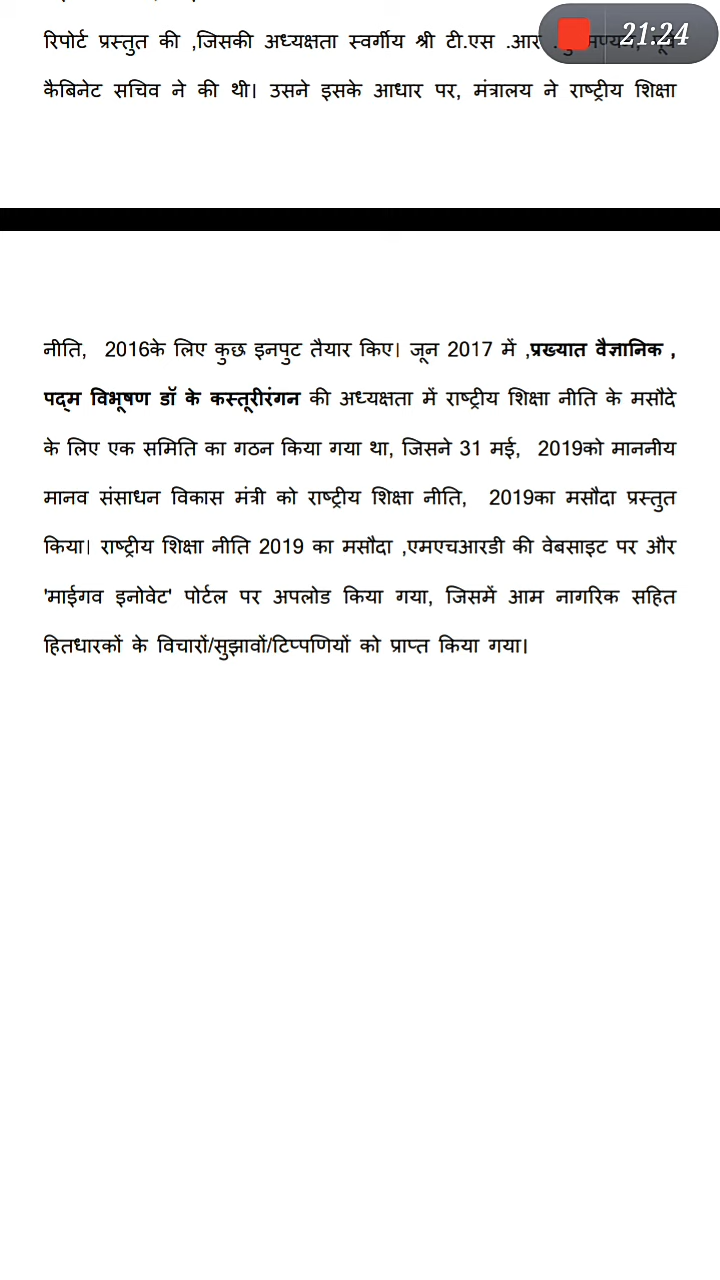 रिपोर्ट प्रस्तुत की ,जिसकी अध्यक्षता स्वर्गीय श्री टी.एस .आर
21:24
कैबिनेट सचिव ने की थी। उसने इसके आधार पर, मंत्रालय ने राष्ट्रीय शिक्षा
नीति, 2016के लिए कुछ इनपुट तैयार किए। जून 2017 में ,प्रख्यात वैज्ञानिक ,
पद्म विभूषण डॉ के कस्तूरीरंगन की अध्यक्षता में राष्ट्रीय शिक्षा नीति के मसौदे
के लिए एक समिति का गठन किया गया था, जिसने 31 मई, 2019को माननीय
मानव संसाधन विकास मंत्री को राष्ट्रीय शिक्षा नीति, 2019का मसौदा प्रस्तुत
किया। राष्ट्रीय शिक्षा नीति 2019 का मसौदा ,एमएचआरडी की वेबसाइट पर और
'माईगव इनोवेट' पोर्टल पर अपलोड किया गया, जिसमें आम नागरिक सहित
हितधारकों के विचारों/सुझावों/टिप्पणियों को प्राप्त किया गया।